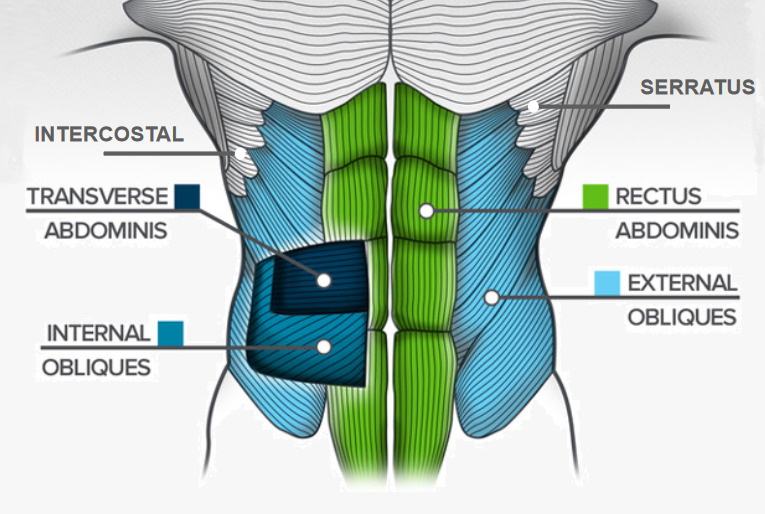 SERRATUS
INTERCOSTAL
TRANSVERSE
ABDOMINIS
RECTUS
ABDOMINIS
EXTERNAL
OBLIQUES
INTERNAL
OBLIQUES